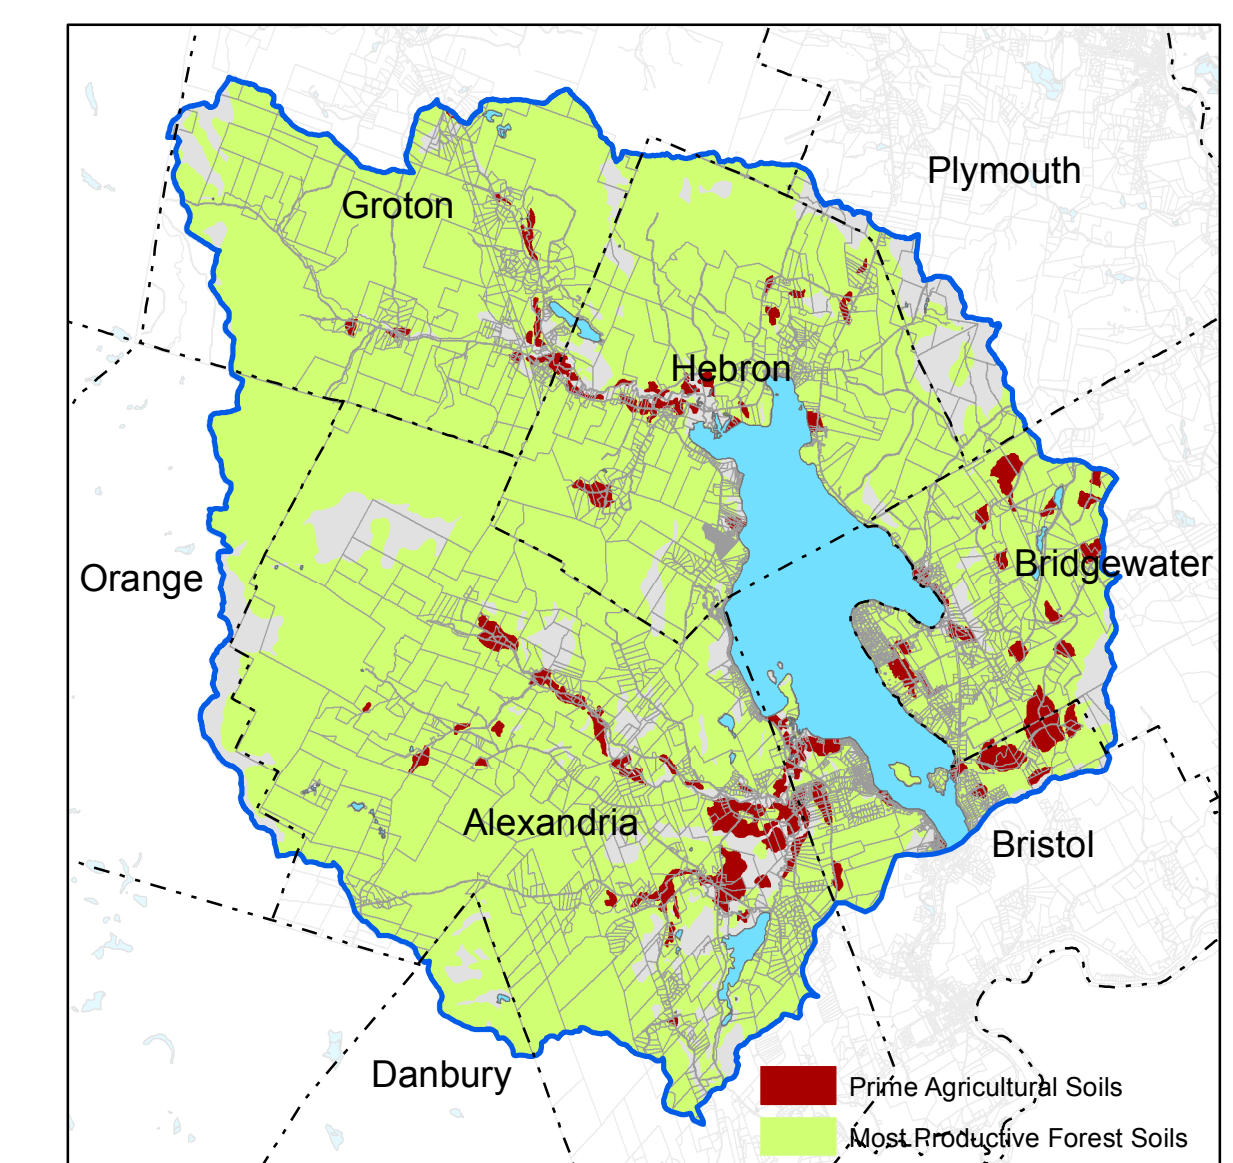 Plymouth
Groton
Hebron
Orange
Bridgewater
Alexandria
Bristol
Danbury
Prime Agricultural Soils
Most Productive Forest Soils